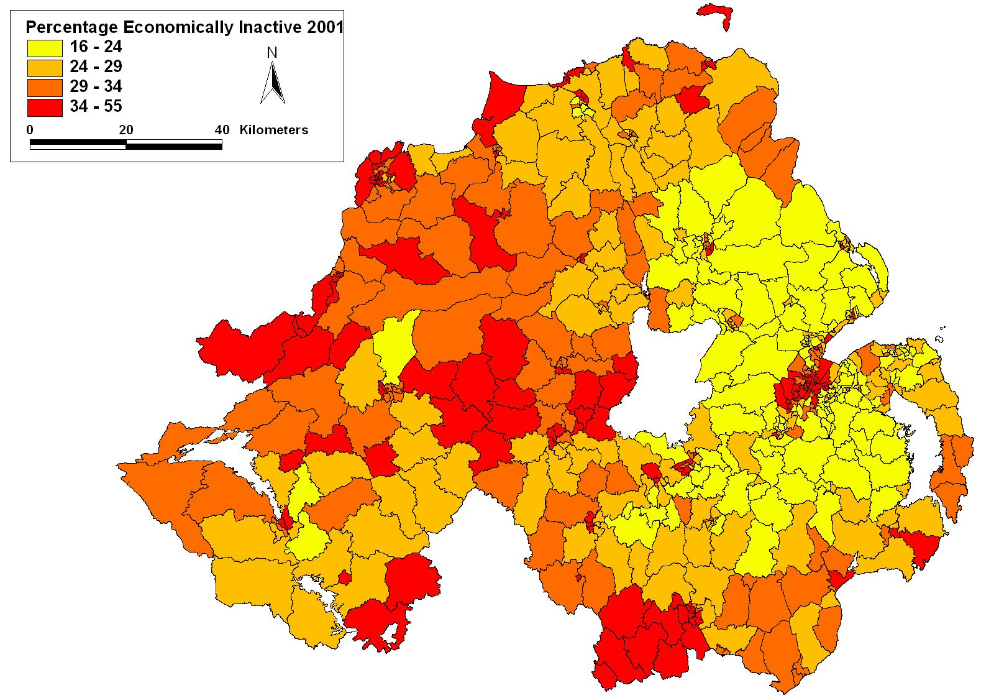 Percentage Economically Inactive 2001
16 - 24
24 - 29
29 - 34
34 - 55
N
0 20 40 Kilometers